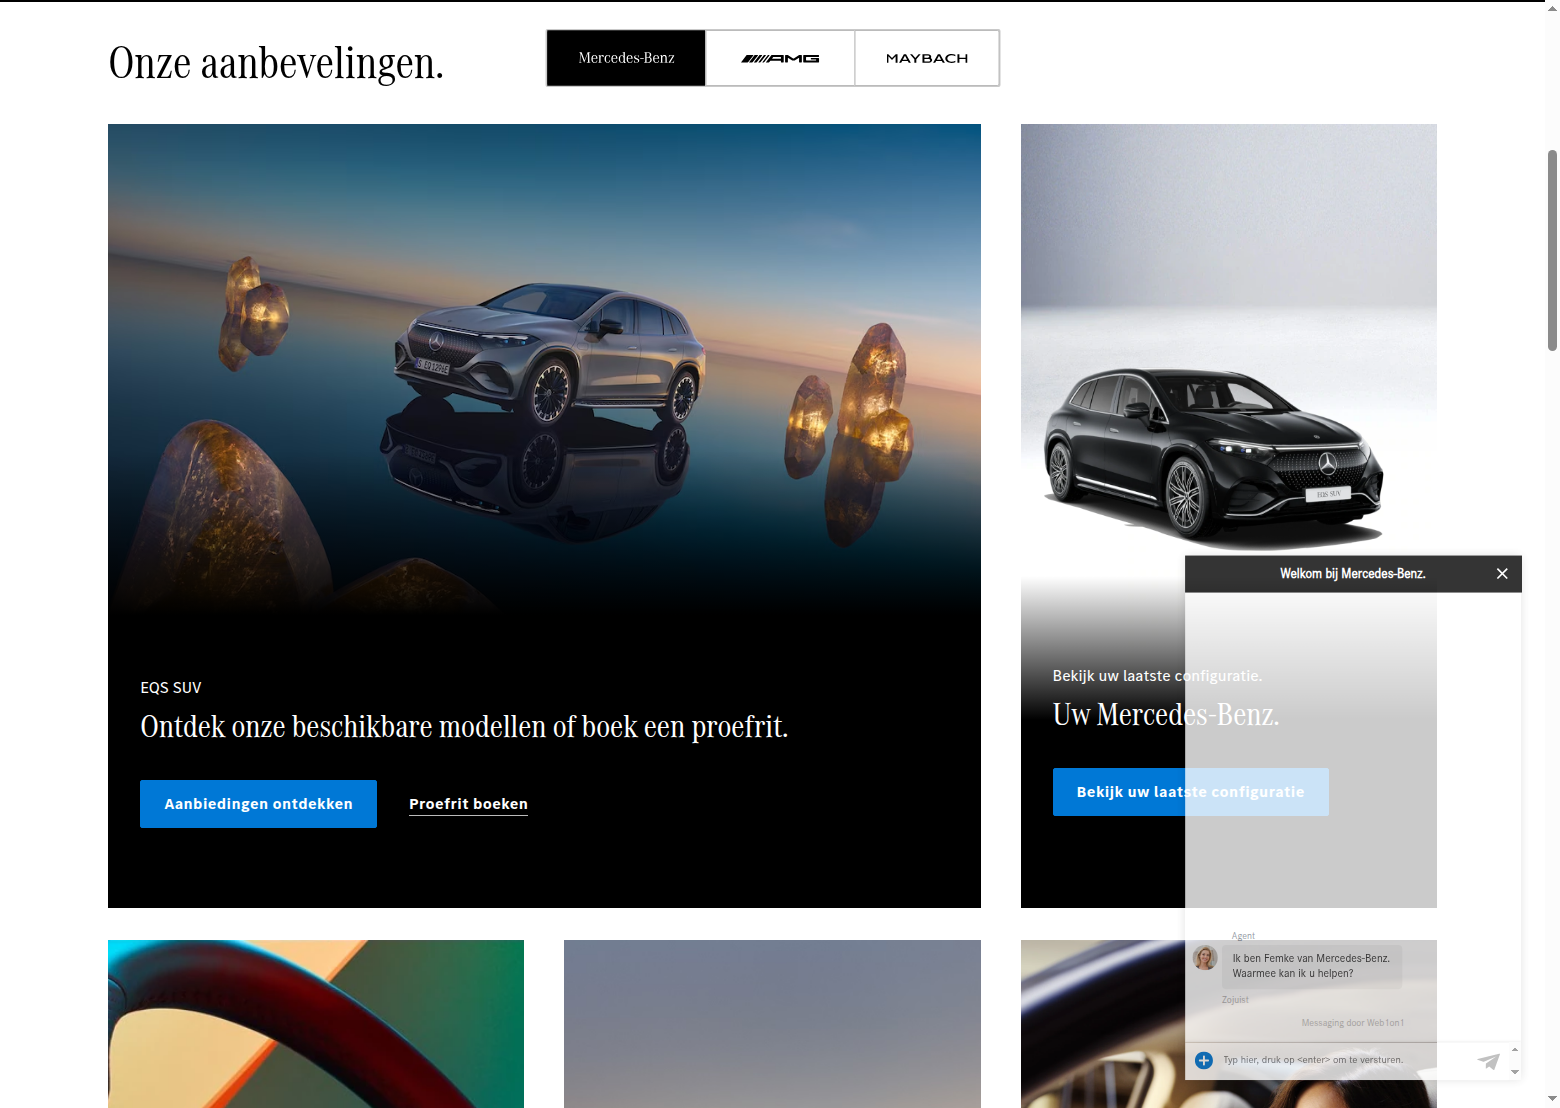 Onze aanbevelingen.
Mercedes-Benz
AMG
MAYBACH
EQS SUV
EQS SUV
Ontdek onze beschikbare modellen of boek een proefrit.
Aanbiedingen ontdekken
Proefrit boeken
Bekijk uw laatste configuratie.
Uw Mercedes-Benz.
Bekijk uw laatste configuratie
Welkom bij Mercedes-Benz.
Agent
Ik ben Femke van Mercedes-Benz.
Waarmee kan ik u helpen?
Zojuist
Messaging door Web1on1
Typ hier, druk op <enter> om te versturen.